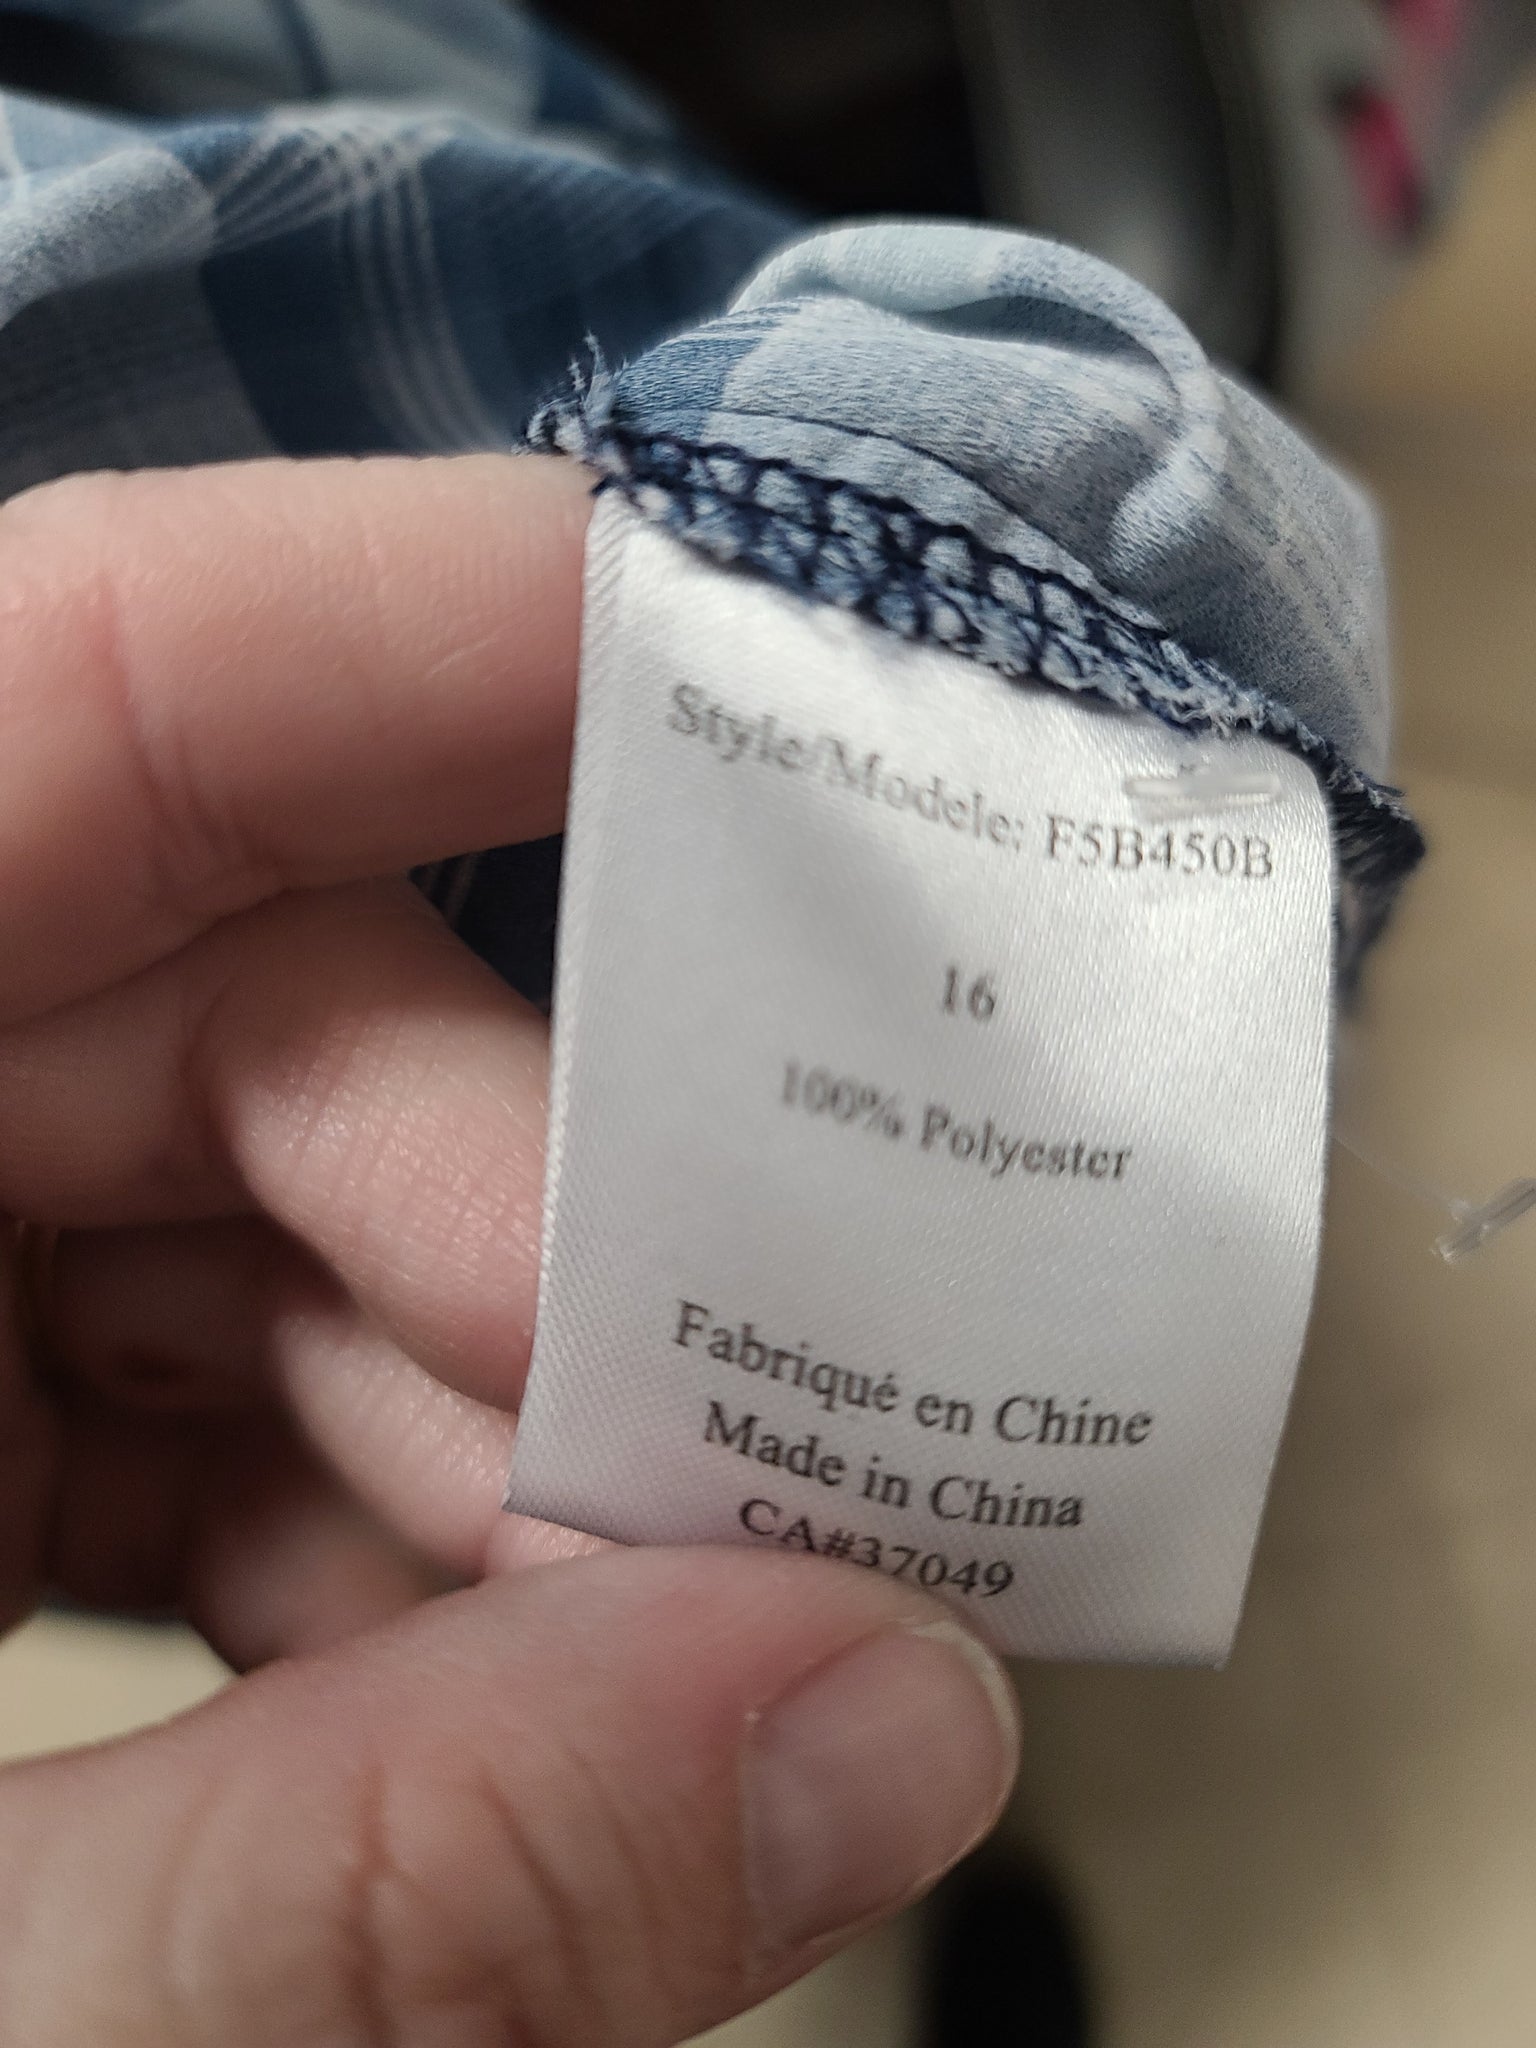 Style/Modele: F5B450B
16
100% Polyester
Fabriqué en Chine
Made in China
CA#37049